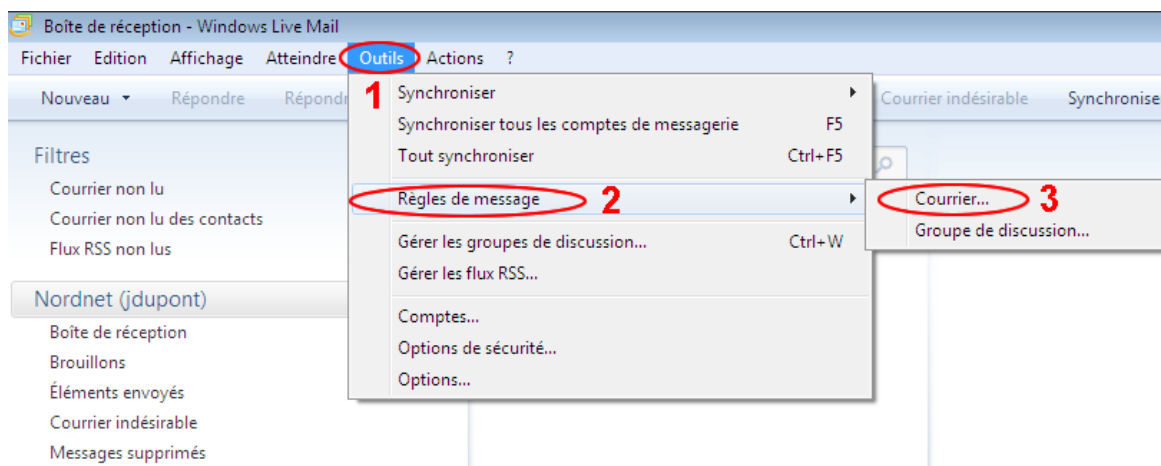 Boîte de réception - Windows Live Mail
Fichier Edition Affichage Atteindre Outils Actions ?
1
Nouveau Répondre Répondr Courrier indésirable Synchronise
Synchroniser
Synchroniser tous les comptes de messagerie F5
Tout synchroniser Ctrl+F5
Règles de message 2
Courrier... 3
Groupe de discussion...
Gérer les groupes de discussion... Ctrl+W
Gérer les flux RSS...
Comptes...
Options de sécurité...
Options...
Filtres
Courrier non lu
Courrier non lu des contacts
Flux RSS non lus
Nordnet (jdupont)
Boîte de réception
Brouillons
Éléments envoyés
Courrier indésirable
Messages supprimés